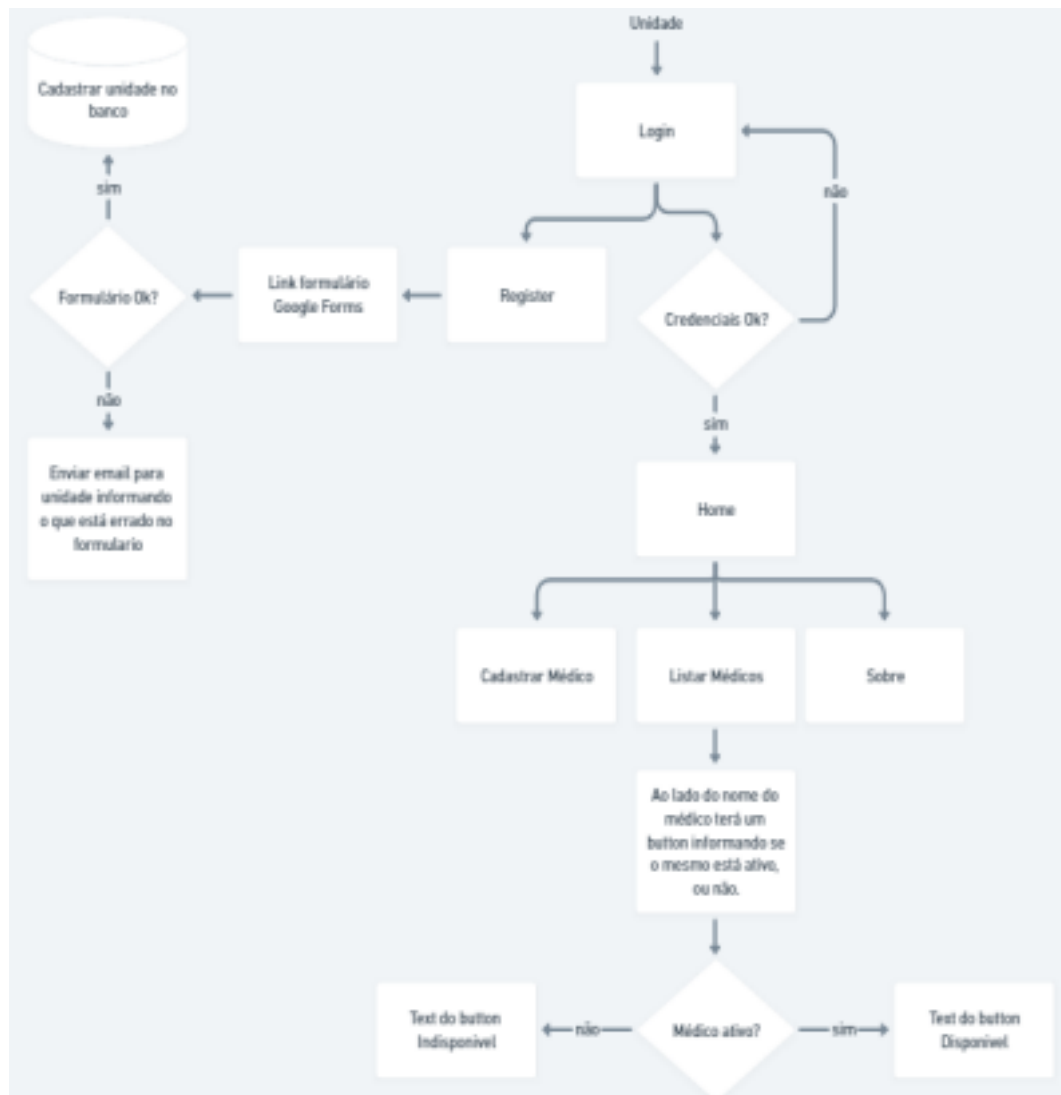 Unidade
Cadastrar unidade no
banco
Login
sim
não
Formulário Ok?
Link formulário
Google Forms
Register
Credenciais Ok?
não
sim
Enviar email para
unidade informando
o que está errado no
formulario
Home
Cadastrar Médico
Listar Médicos
Sobre
Ao lado do nome do
médico terá um
button informando se
o mesmo está ativo,
ou não.
Text do button
Indisponivel
não
Médico ativo?
sim
Text do button
Disponivel